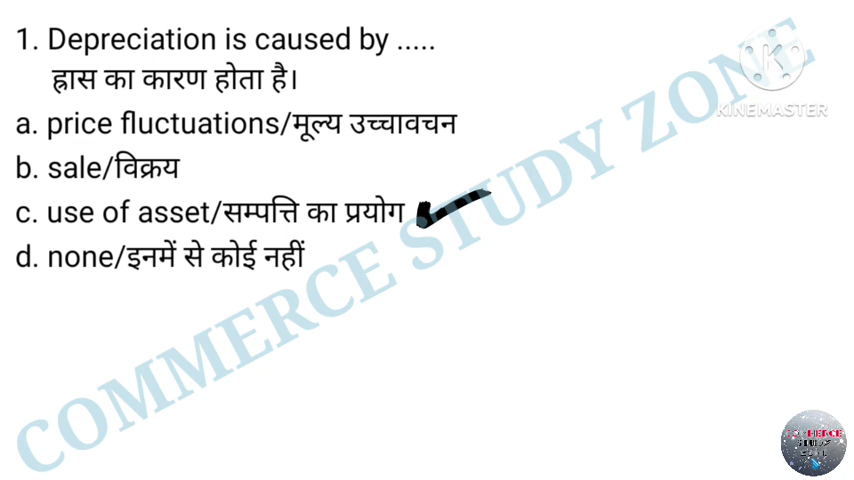 1. Depreciation is caused by .....
ह्रास का कारण होता है।
a. price fluctuations/मूल्य उच्चावचन
b. sale/विक्रय
c. use of asset/सम्पत्ति का प्रयोग
d. none/इनमें से कोई नहीं
COMMERCE STUDY ZONE
KINEMASTER